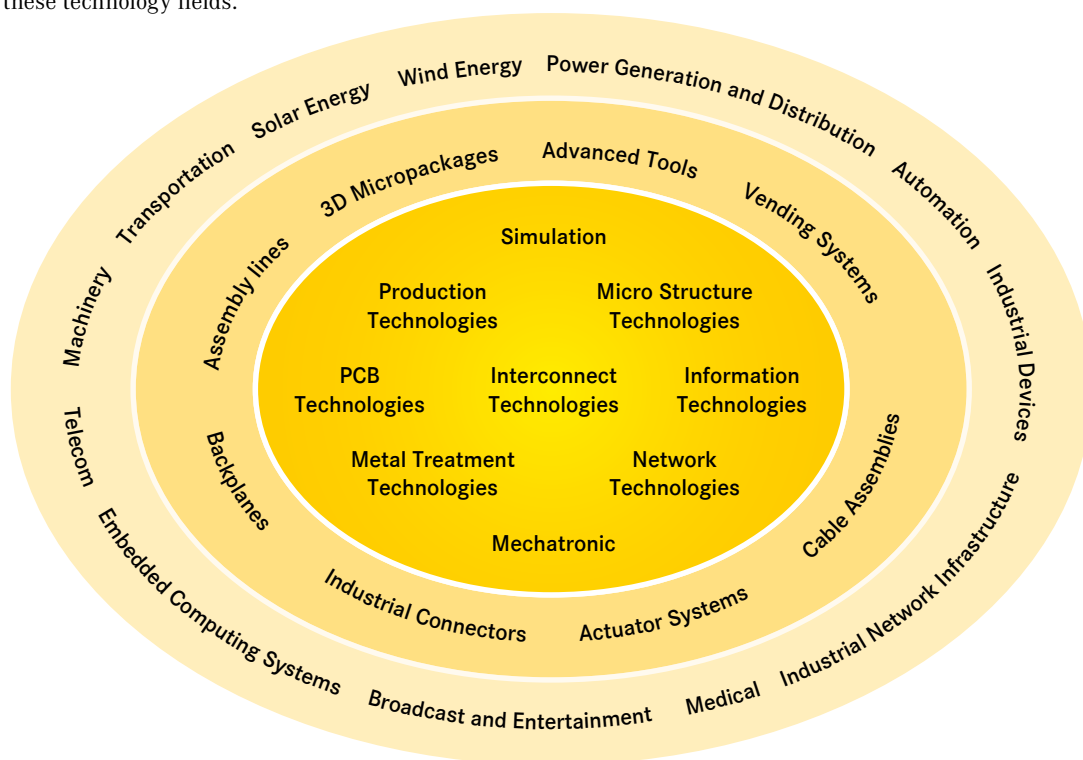 these technology fields.
Wind Energy
Power Generation and Distribution
Solar Energy
Automation
Transportation
Industrial Devices
Machinery
Telecom
Industrial Network Infrastructure
Embedded Computing Systems
Medical
Broadcast and Entertainment
3D Micropackages
Advanced Tools
Vending Systems
Assembly lines
Backplanes
Cable Assemblies
Industrial Connectors
Actuator Systems
Simulation
Production
Technologies
Micro Structure
Technologies
PCB
Technologies
Interconnect
Technologies
Information
Technologies
Metal Treatment
Technologies
Network
Technologies
Mechatronic